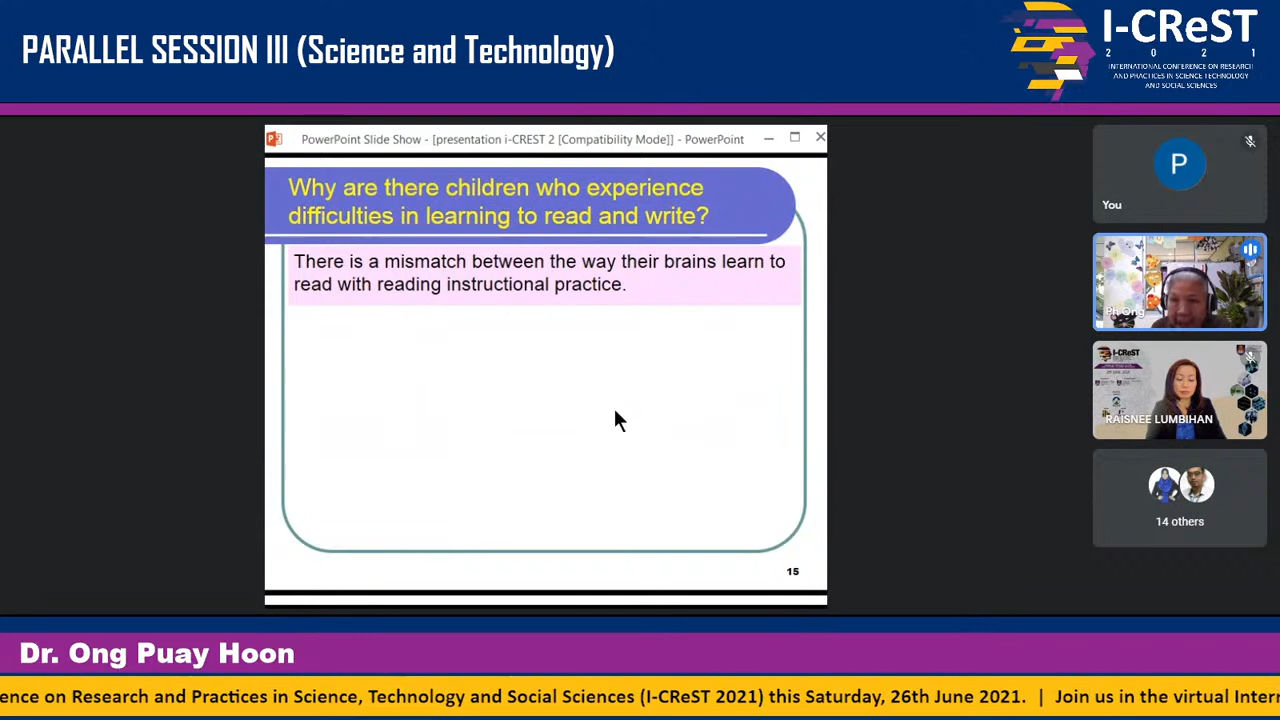 PARALLEL SESSION III (Science and Technology)
I-CReST
2 0 2 1
INTERNATIONAL CONFERENCE ON RESEARCH
AND PRACTICES IN SCIENCE TECHNOLOGY
AND SOCIAL SCIENCES
PowerPoint Slide Show - [presentation i-CREST 2 [Compatibility Mode]] - PowerPoint
Why are there children who experience
difficulties in learning to read and write?
There is a mismatch between the way their brains learn to
read with reading instructional practice.
15
P
You
Ph Ong
I-CReST
RAISNEE LUMBIHAN
14 others
Dr. Ong Puay Hoon
ence on Research and Practices in Science, Technology and Social Sciences (I-CReST 2021) this Saturday, 26th June 2021. | Join us in the virtual Inter